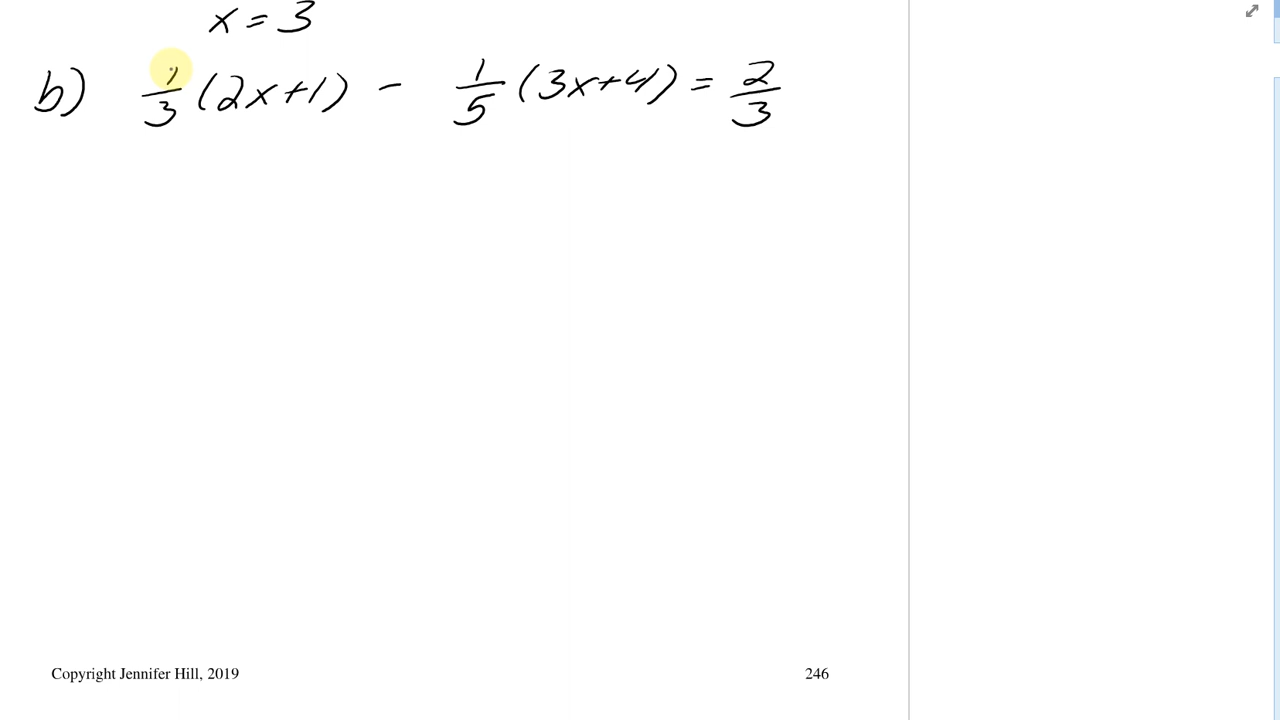 x = 3
b) 1/3 (2x+1) - 1/5 (3x+4) = 2/3
Copyright Jennifer Hill, 2019
246